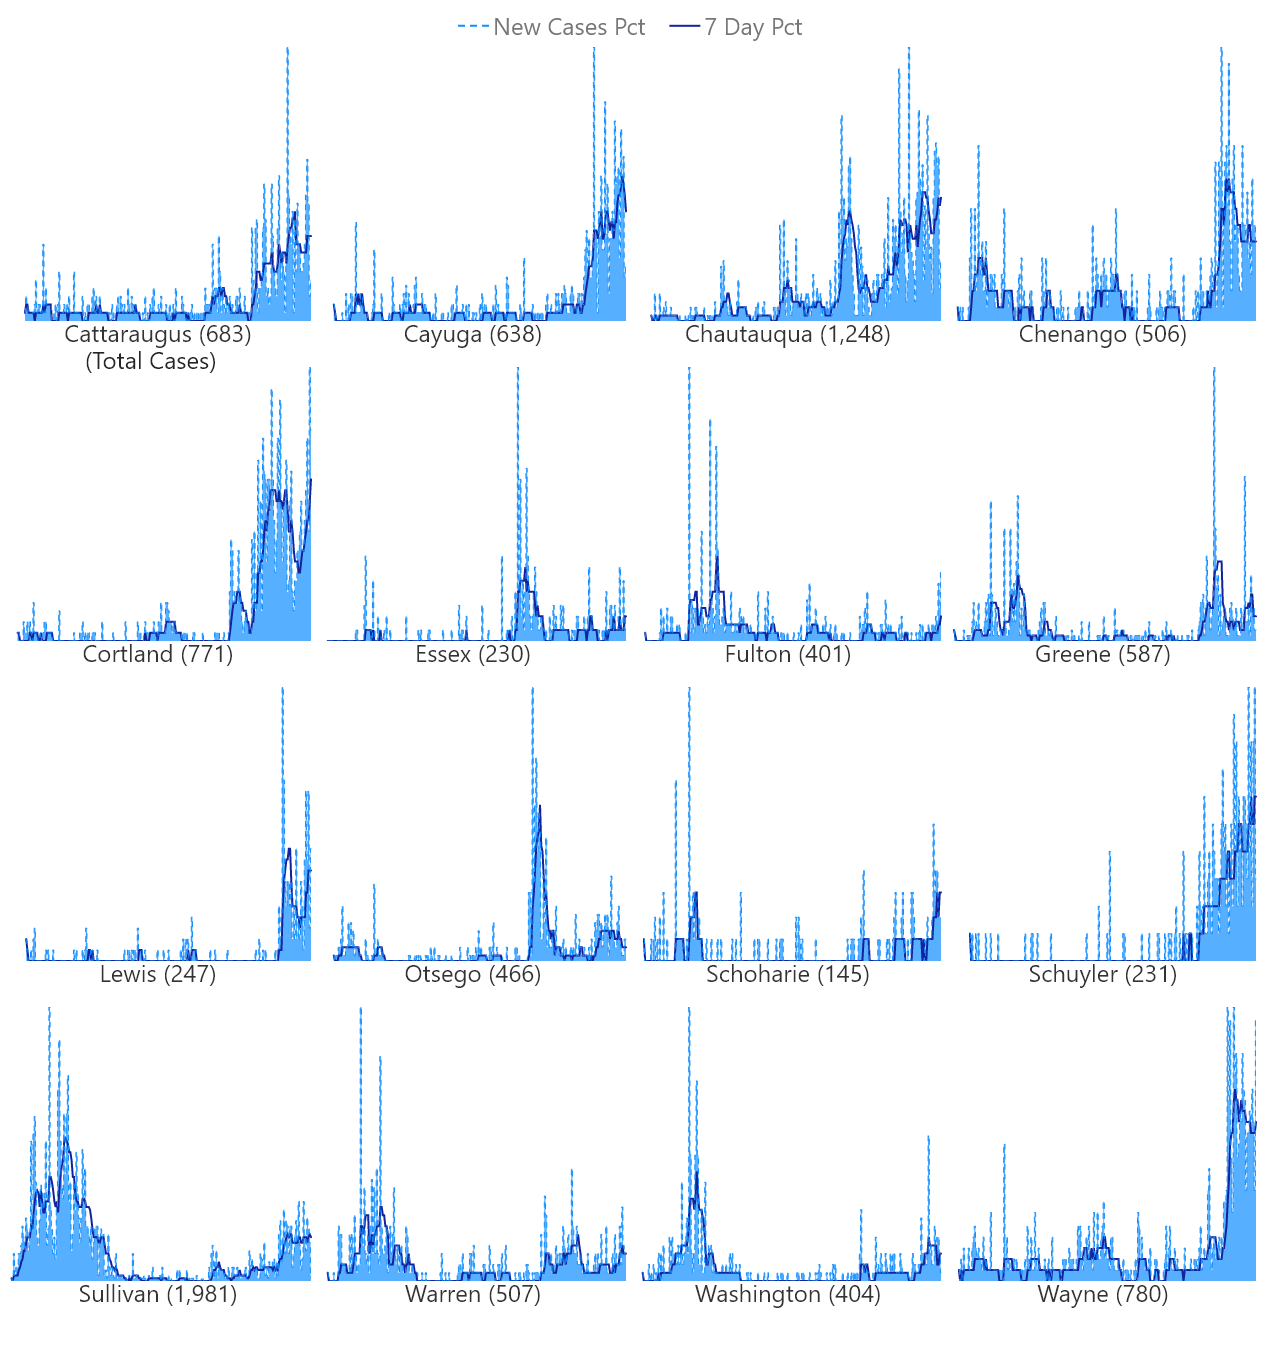 New Cases Pct 7 Day Pct
Cattaraugus (683) Cayuga (638) Chautauqua (1,248) Chenango (506)
(Total Cases)
Cortland (771) Essex (230) Fulton (401) Greene (587)
Lewis (247) Otsego (466) Schoharie (145) Schuyler (231)
Sullivan (1,981) Warren (507) Washington (404) Wayne (780)